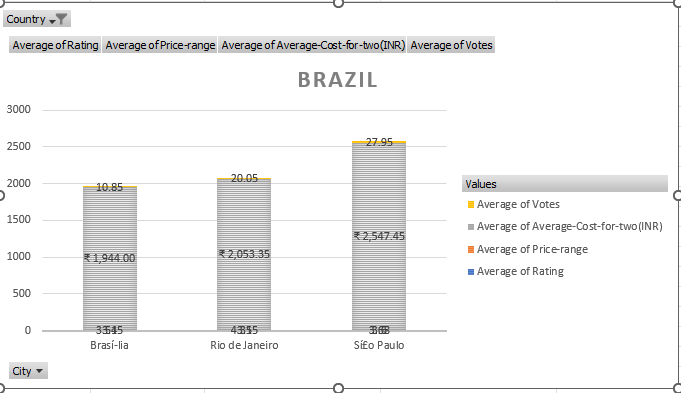 Country
Average of Rating Average of Price-range Average of Average-Cost-for-two(INR) Average of Votes
BRAZIL
3000
2500
2000
1500
1000
500
0
10.85
20.05
27.95
₹ 1,944.00
₹ 2,053.35
₹ 2,547.45
Brasí-lia
Rio de Janeiro
Sí£o Paulo
Values
Average of Votes
Average of Average-Cost-for-two(INR)
Average of Price-range
Average of Rating
City